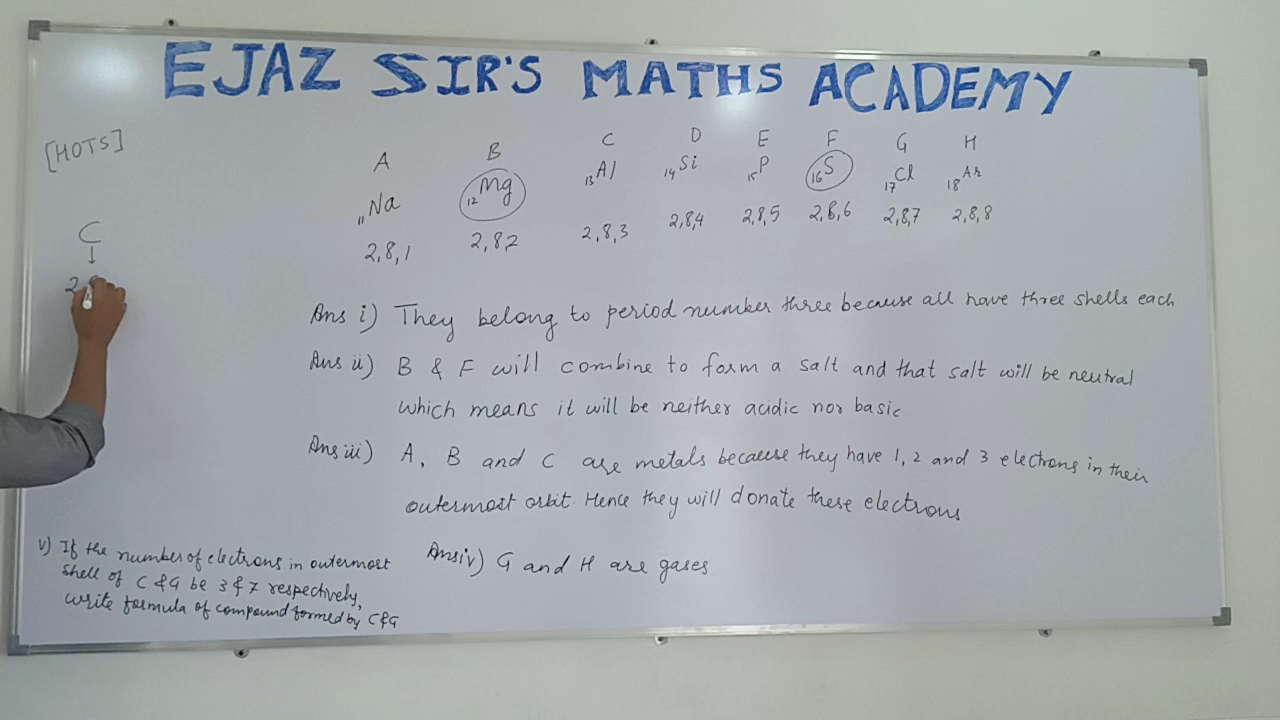 EJAZ SIR'S MATHS ACADEMY
[HOTS]
A B C D E F G H
₁₁Na ₁₂Mg ₁₃Al ₁₄Si ₁₅P ₁₆S ₁₇Cl ₁₈Ar
2,8,1 2,82 2,8,3 2,8,4 2,8,5 2,8,6 2,8,7 2,8,8
C
↓
2
Ans i) They belong to period number three because all have three shells each
Ans ii) B & F will combine to form a salt and that salt will be neutral
which means it will be neither acidic nor basic
Ans iii) A, B and C are metals because they have 1, 2 and 3 electrons in their
outermost orbit. Hence they will donate these electrons
Ans iv) G and H are gases
v) If the number of electrons in outermost
shell of C & G be 3 & 7 respectively,
write formula of compound formed by C & G